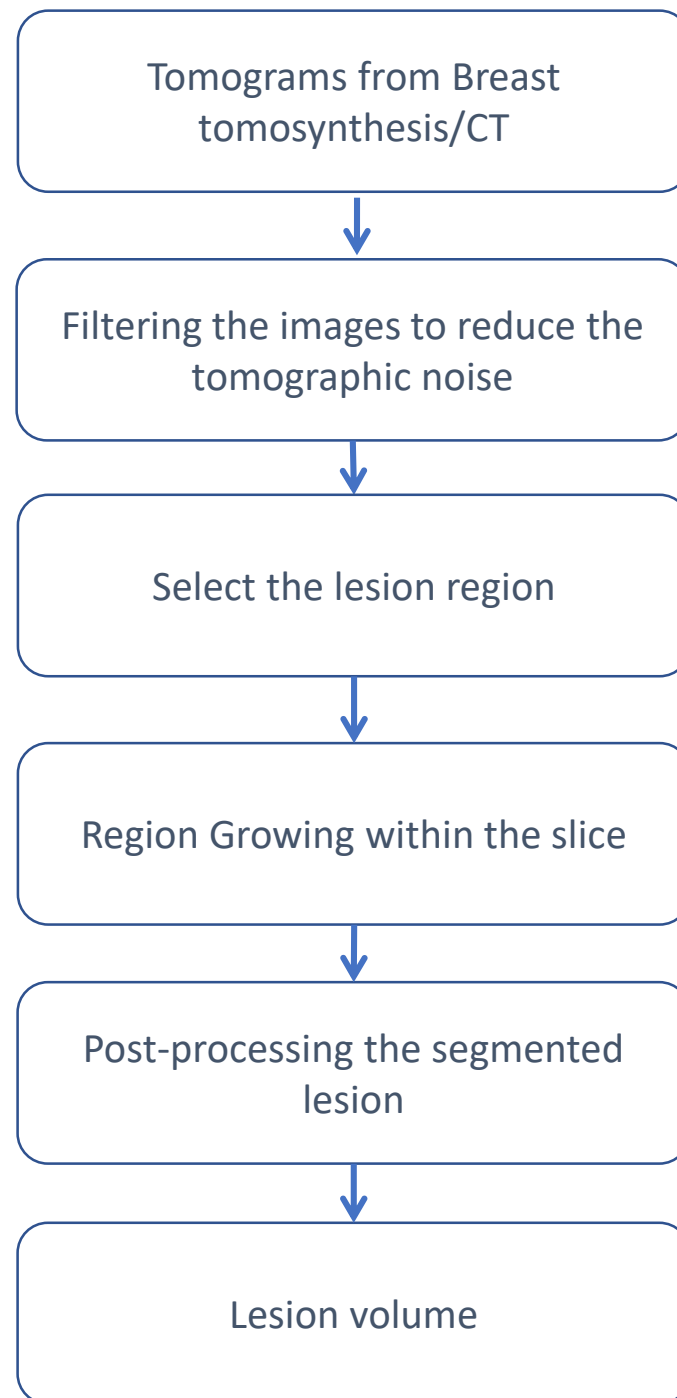 Tomograms from Breast
tomosynthesis/CT
Filtering the images to reduce the
tomographic noise
Select the lesion region
Region Growing within the slice
Post-processing the segmented
lesion
Lesion volume